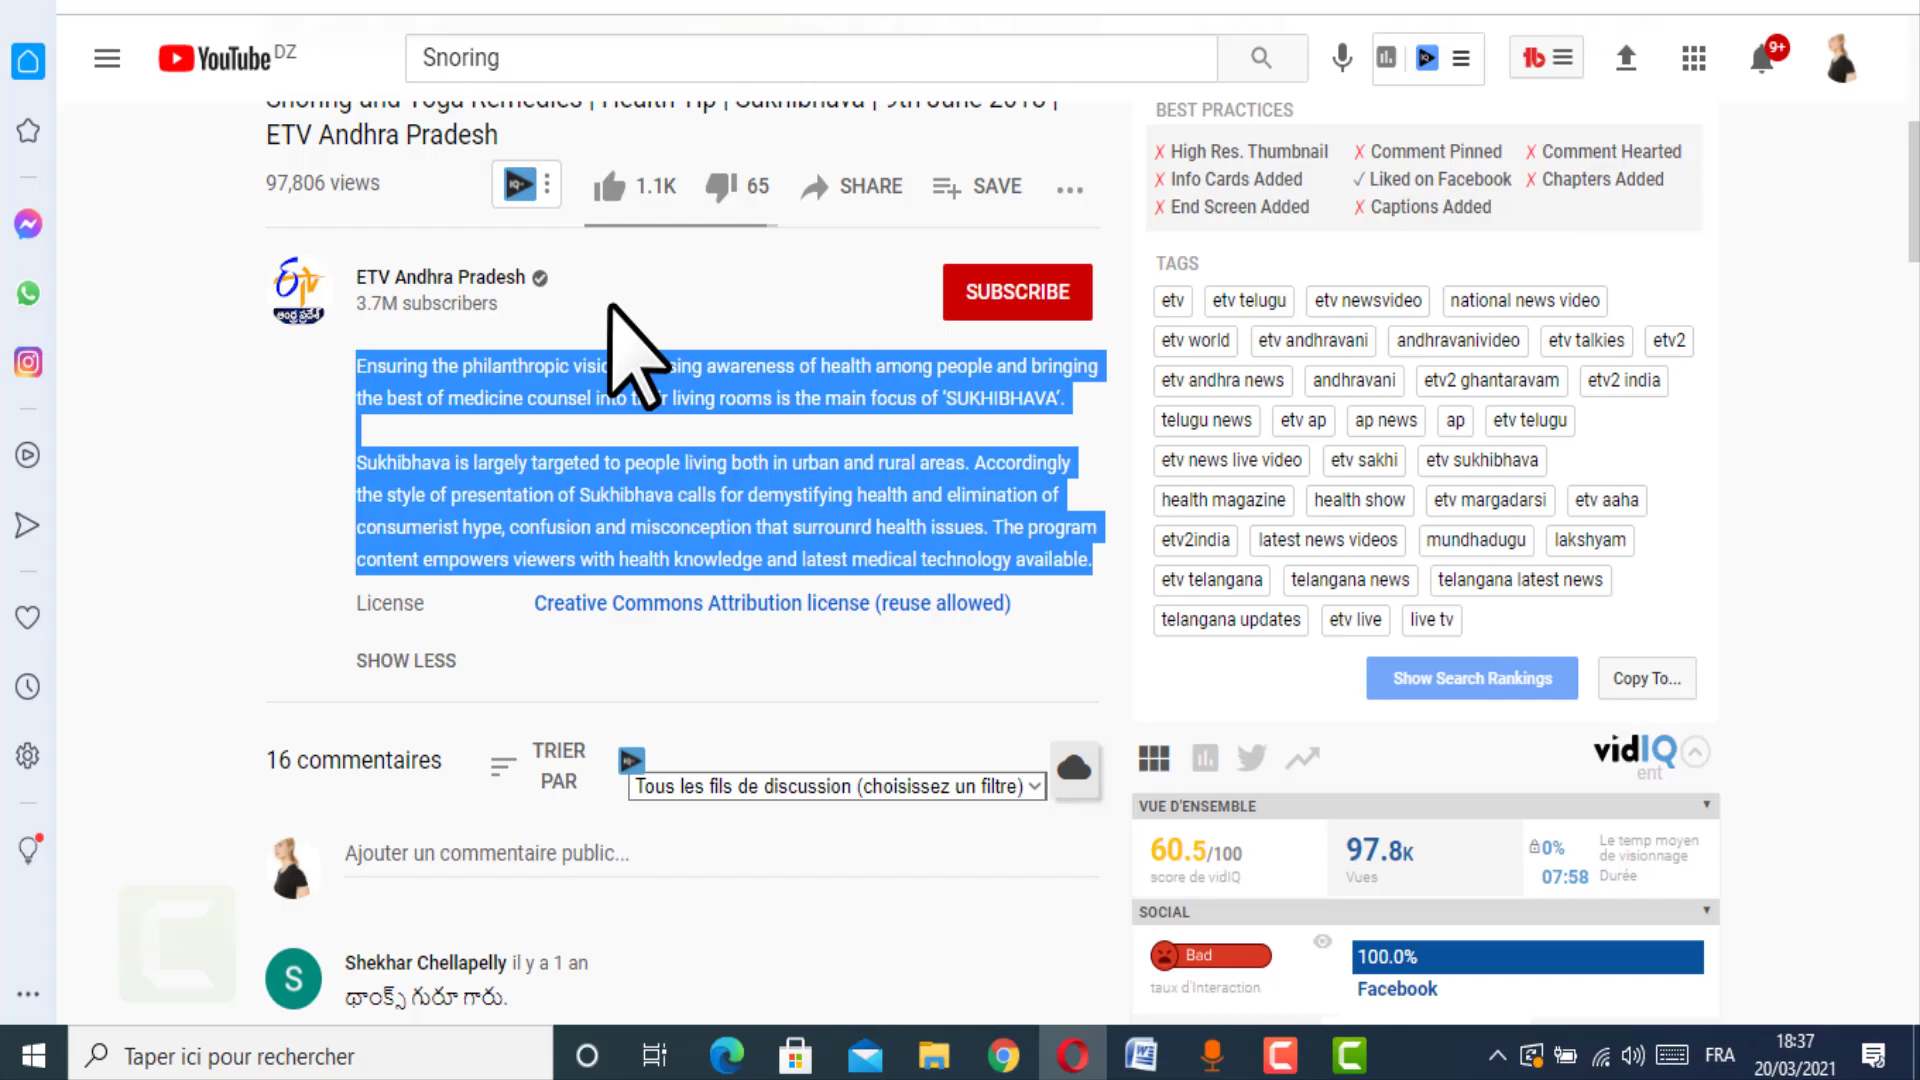 YouTube DZ
Snoring
9+
Snoring and Yoga Remedies | Health Tip | Sukhibhava | 9th June 2018 |
ETV Andhra Pradesh
97,806 views
1.1K
65
SHARE
SAVE
ETV Andhra Pradesh
3.7M subscribers
SUBSCRIBE
Ensuring the philanthropic sing awareness of health among people and bringing
the best of medicine counsel into living rooms is the main focus of ‘SUKHIBHAVA’.
Sukhibhava is largely targeted to people living both in urban and rural areas. Accordingly
the style of presentation of Sukhibhava calls for demystifying health and elimination of
consumerist hype, confusion and misconception that surrounrd health issues. The program
content empowers viewers with health knowledge and latest medical technology available.
License
Creative Commons Attribution license (reuse allowed)
SHOW LESS
16 commentaires
TRIER
PAR
Tous les fils de discussion (choisissez un filtre)
Ajouter un commentaire public...
S
Shekhar Chellapelly il y a 1 an
థాంక్స్ గురూ గారు.
BEST PRACTICES
X High Res. Thumbnail X Comment Pinned X Comment Hearted
X Info Cards Added ✓ Liked on Facebook X Chapters Added
X End Screen Added X Captions Added
TAGS
etv etv telugu etv newsvideo national news video
etv world etv andhravani andhravanivideo etv talkies etv2
etv andhra news andhravani etv2 ghantaravam etv2 india
telugu news etv ap ap news ap etv telugu
etv news live video etv sakhi etv sukhibhava
health magazine health show etv margadarsi etv aaha
etv2india latest news videos mundhadugu lakshyam
etv telangana telangana news telangana latest news
telangana updates etv live live tv
Show Search Rankings
Copy To...
vidIQ
ent
VUE D'ENSEMBLE
60.5/100
score de vidIQ
97.8K
Vues
0%
Le temp moyen
de visionnage
07:58
Durée
SOCIAL
Bad
taux d'Interaction
100.0%
Facebook
Taper ici pour rechercher
FRA
18:37
20/03/2021